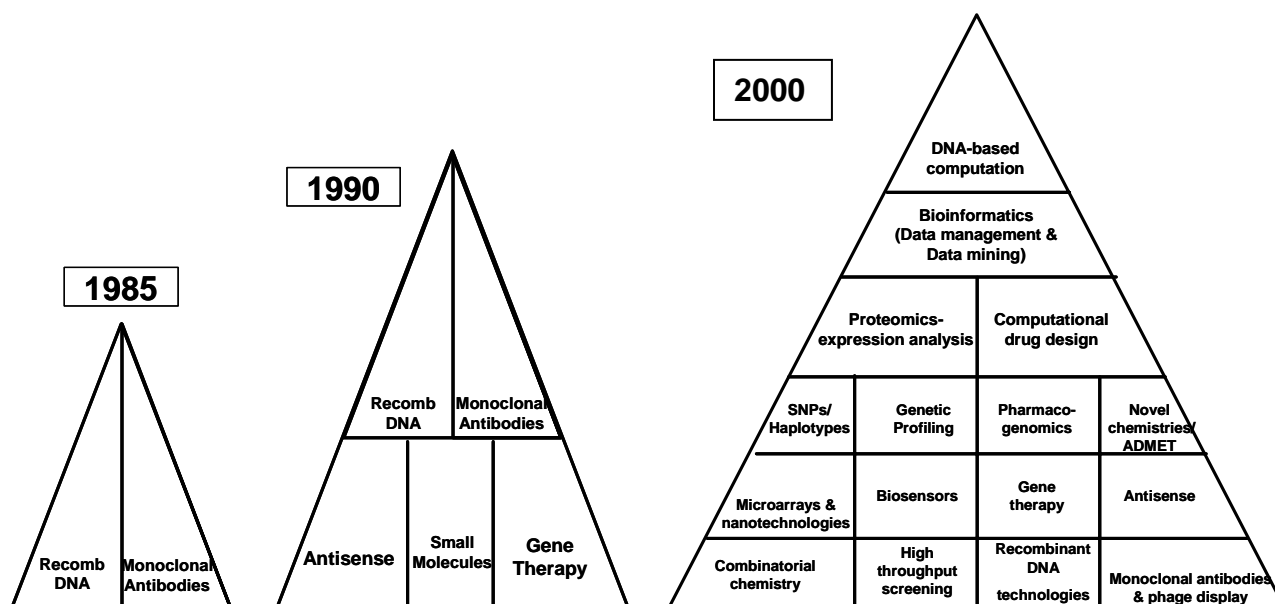 1985
Recomb
DNA
Monoclonal
Antibodies
1990
Recomb
DNA
Monoclonal
Antibodies
Antisense
Small
Molecules
Gene
Therapy
2000
DNA-based
computation
Bioinformatics
(Data management &
Data mining)
Proteomics-
expression analysis
Computational
drug design
SNPs/
Haplotypes
Genetic
Profiling
Pharmaco-
genomics
Novel
chemistries/
ADMET
Microarrays &
nanotechnologies
Biosensors
Gene
therapy
Antisense
Combinatorial
chemistry
High
throughput
screening
Recombinant
DNA
technologies
Monoclonal antibodies
& phage display